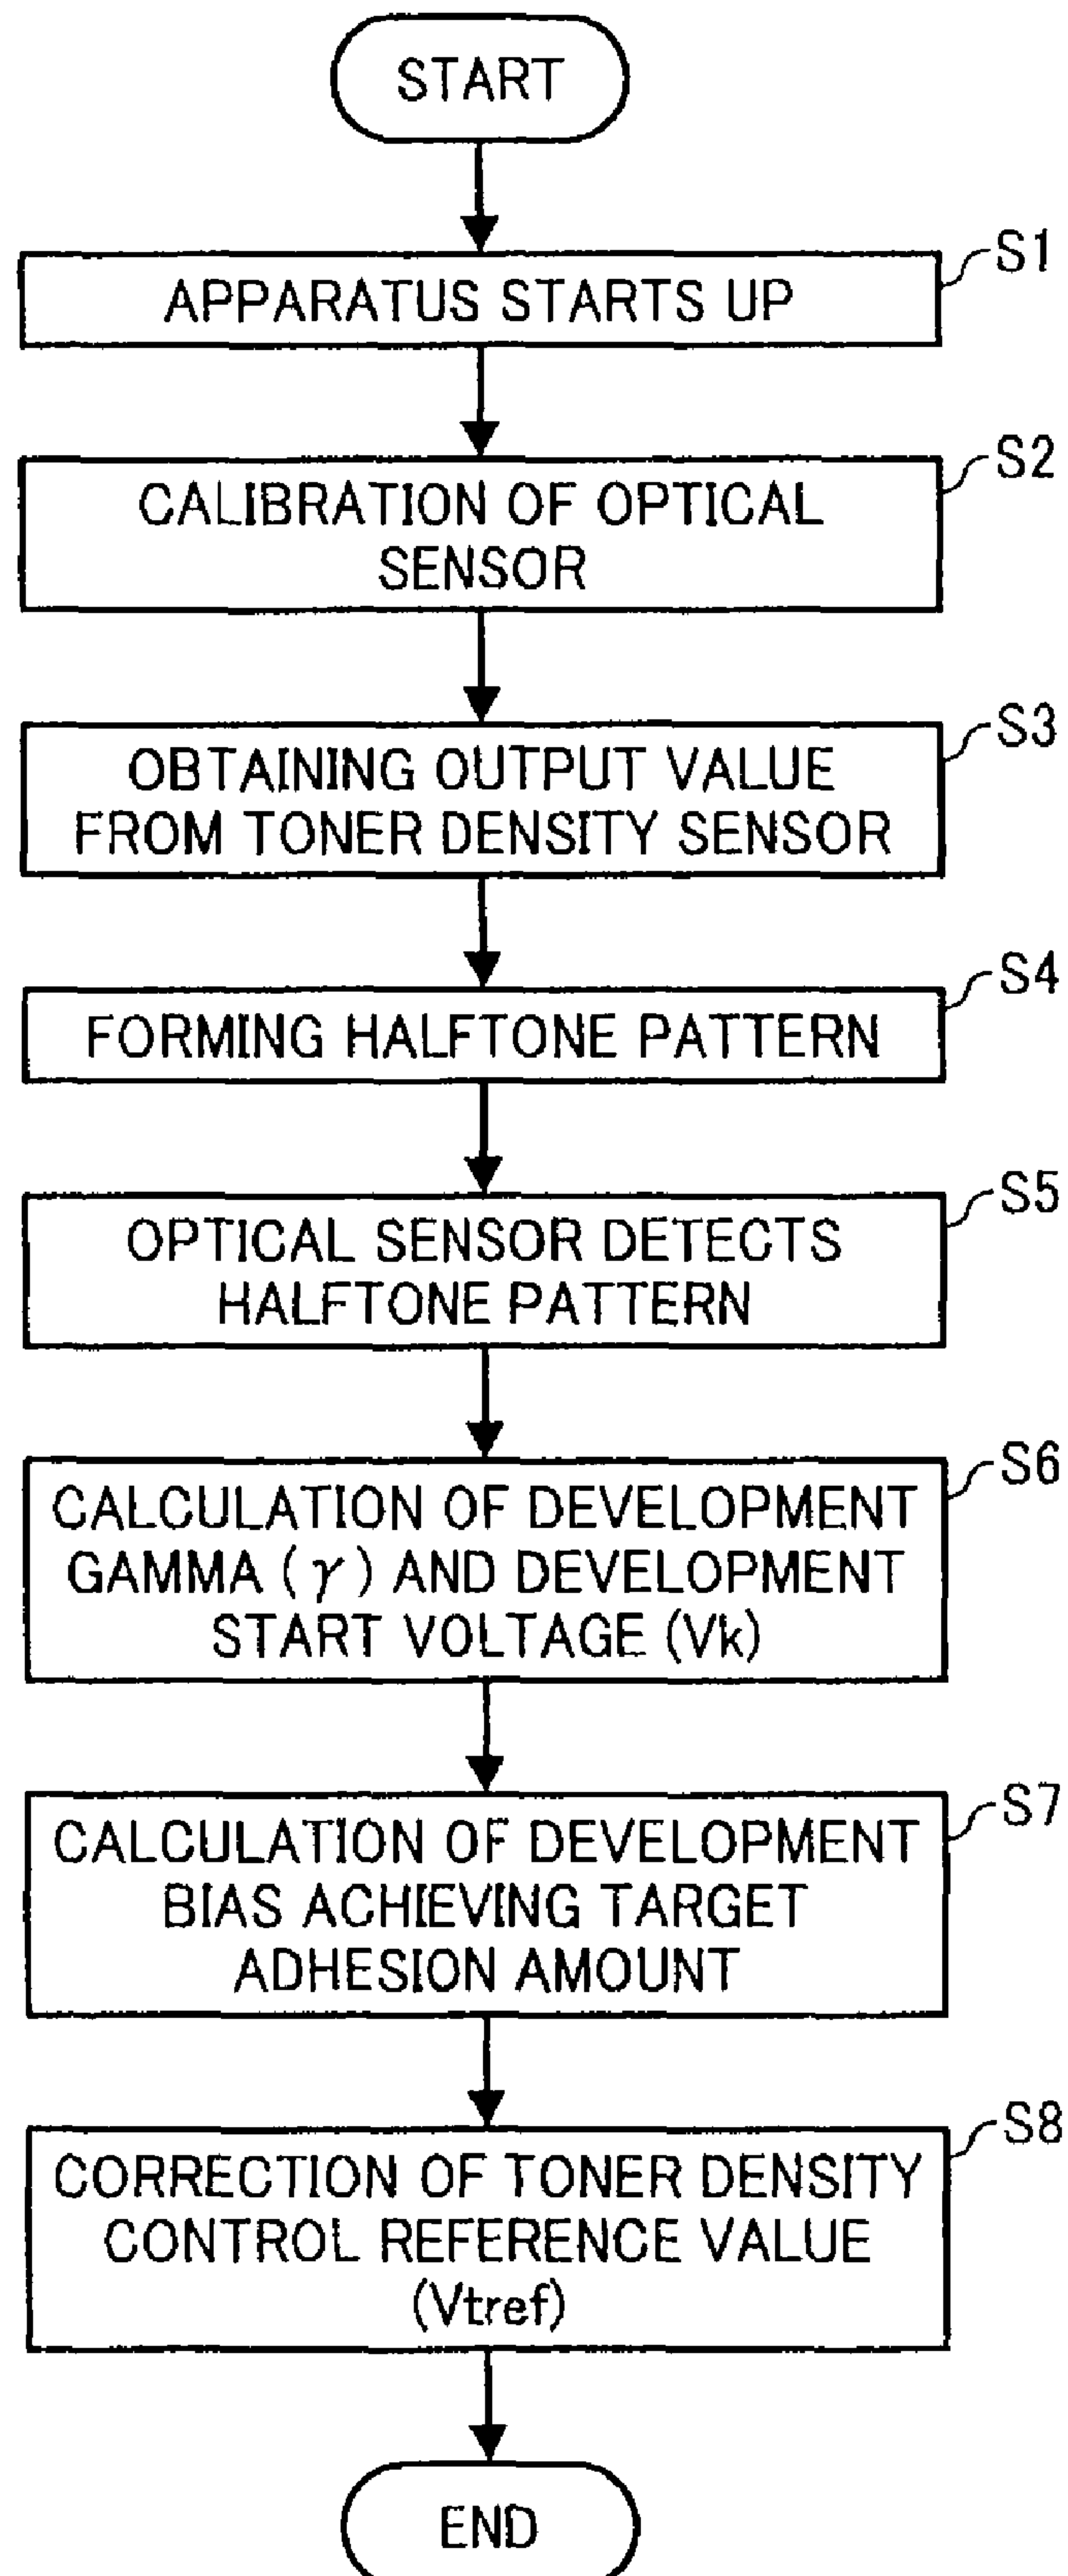 START
S1
APPARATUS STARTS UP
S2
CALIBRATION OF OPTICAL
SENSOR
S3
OBTAINING OUTPUT VALUE
FROM TONER DENSITY SENSOR
S4
FORMING HALFTONE PATTERN
S5
OPTICAL SENSOR DETECTS
HALFTONE PATTERN
S6
CALCULATION OF DEVELOPMENT
GAMMA (γ) AND DEVELOPMENT
START VOLTAGE (Vk)
S7
CALCULATION OF DEVELOPMENT
BIAS ACHIEVING TARGET
ADHESION AMOUNT
S8
CORRECTION OF TONER DENSITY
CONTROL REFERENCE VALUE
(Vtref)
END